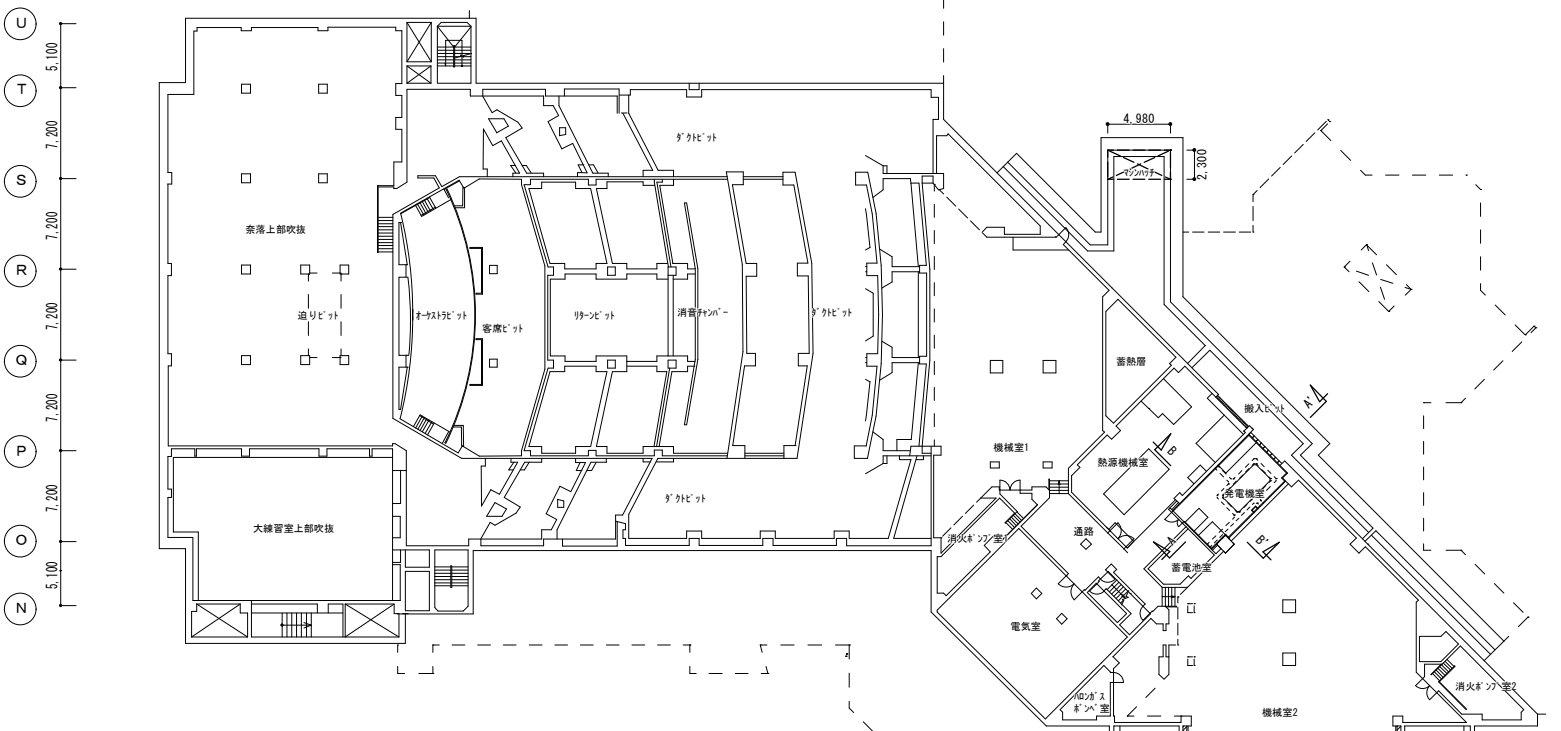 U
5,100
T
7,200
S
7,200
R
7,200
Q
7,200
P
7,200
O
5,100
N
奈落上部吹抜
迫りピット
オーケストラピット
客席ピット
リターンピット
消音チャンバー
ダクトピット
ダクトピット
ダクトピット
大練習室上部吹抜
4,980
2,300
マシンハッチ
蓄熱層
搬入ピット
A'
機械室1
熱源機械室
B
発電機室
通路
A
B'
消火ポンプ室1
蓄電池室
電気室
ハロンガス
ボンベ室
消火ポンプ室2
機械室2